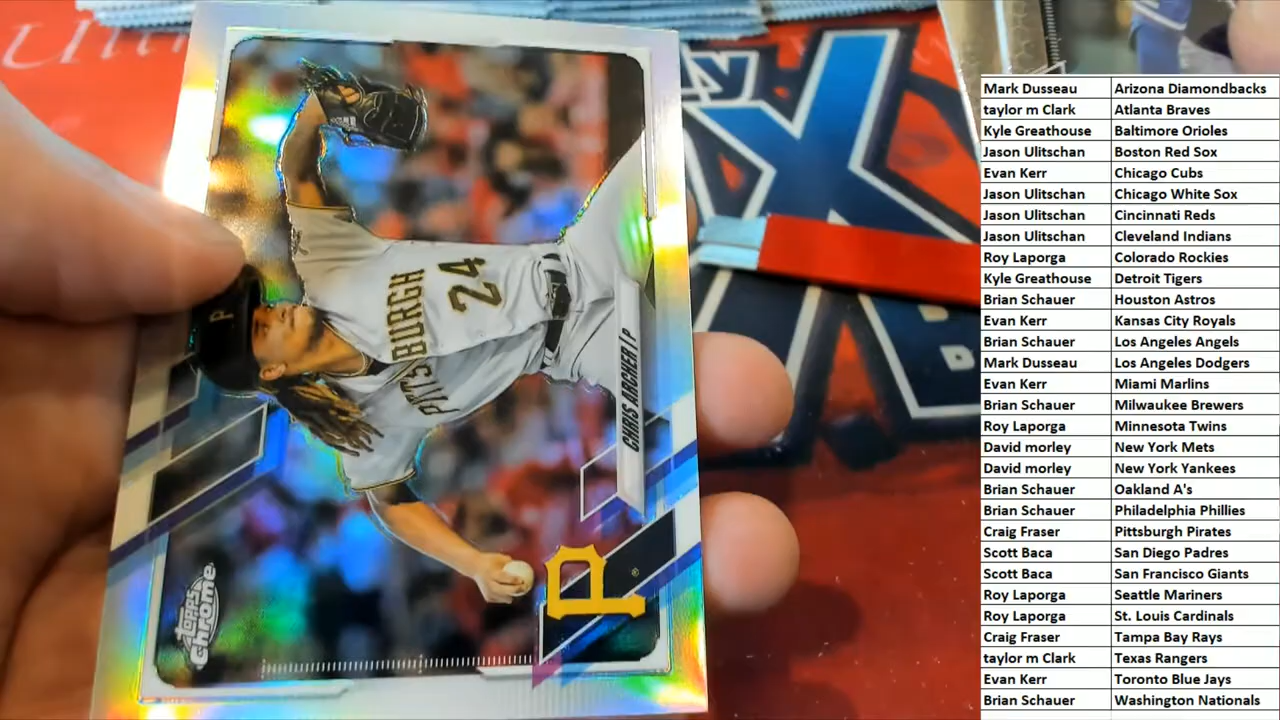 PITTSBURGH
24
P
CHRIS ARCHER | P
P
Topps
chrome
Mark Dusseau Arizona Diamondbacks
taylor m Clark Atlanta Braves
Kyle Greathouse Baltimore Orioles
Jason Ulitschan Boston Red Sox
Evan Kerr Chicago Cubs
Jason Ulitschan Chicago White Sox
Jason Ulitschan Cincinnati Reds
Jason Ulitschan Cleveland Indians
Roy Laporga Colorado Rockies
Kyle Greathouse Detroit Tigers
Brian Schauer Houston Astros
Evan Kerr Kansas City Royals
Brian Schauer Los Angeles Angels
Mark Dusseau Los Angeles Dodgers
Evan Kerr Miami Marlins
Brian Schauer Milwaukee Brewers
Roy Laporga Minnesota Twins
David morley New York Mets
David morley New York Yankees
Brian Schauer Oakland A's
Brian Schauer Philadelphia Phillies
Craig Fraser Pittsburgh Pirates
Scott Baca San Diego Padres
Scott Baca San Francisco Giants
Roy Laporga Seattle Mariners
Roy Laporga St. Louis Cardinals
Craig Fraser Tampa Bay Rays
taylor m Clark Texas Rangers
Evan Kerr Toronto Blue Jays
Brian Schauer Washington Nationals